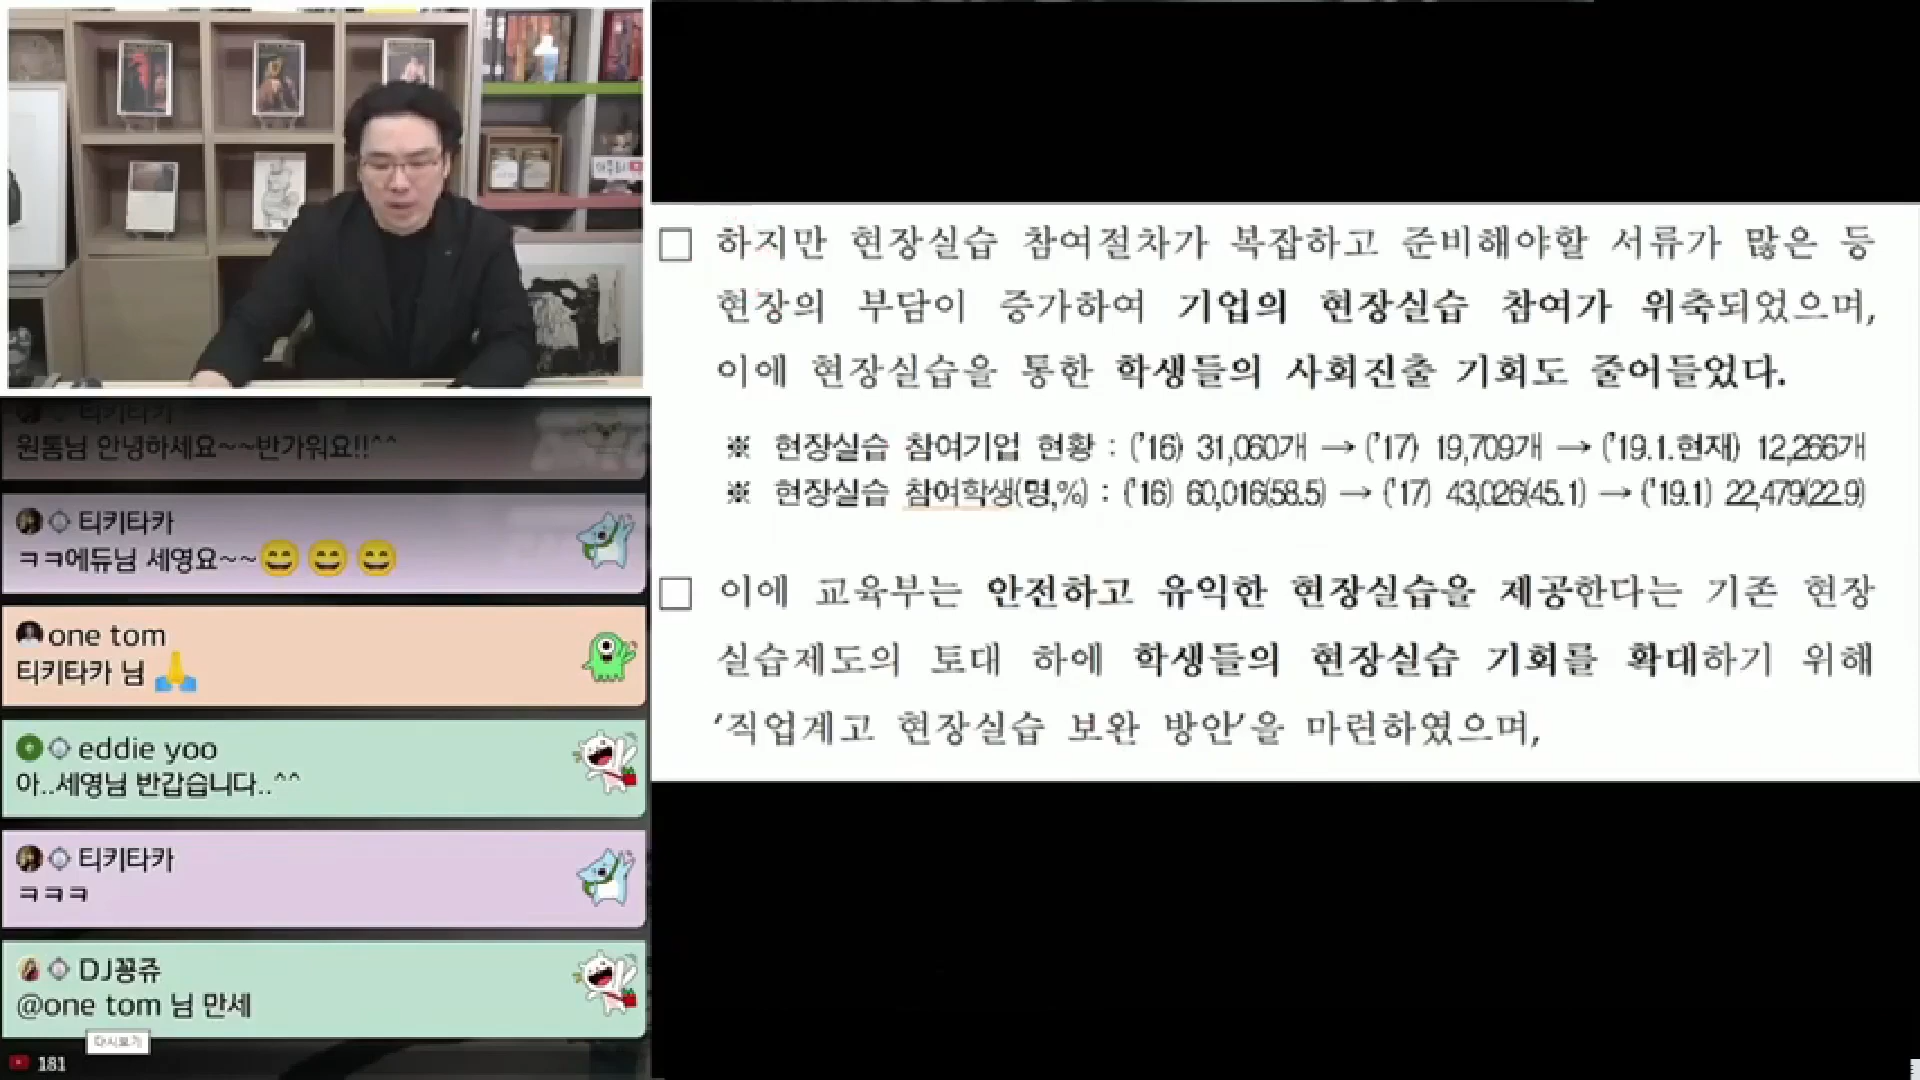 티키타카
원톰님 안녕하세요~~반가워요!!^^
티키타카
ㅋㅋ에듀님 세영요~~😄😄😄
one tom
티키타카 님 🙏
eddie yoo
아..세영님 반갑습니다..^^
티키타카
ㅋㅋㅋ
DJ꽁쥬
@one tom 님 만세
다시보기
181
□ 하지만 현장실습 참여절차가 복잡하고 준비해야할 서류가 많은 등
현장의 부담이 증가하여 기업의 현장실습 참여가 위축되었으며,
이에 현장실습을 통한 학생들의 사회진출 기회도 줄어들었다.
※ 현장실습 참여기업 현황 : ('16) 31,060개 → ('17) 19,709개 → ('19.1.현재) 12,266개
※ 현장실습 참여학생(명,%) : ('16) 60,016(58.5) → ('17) 43,026(45.1) → ('19.1) 22,479(22.9)
□ 이에 교육부는 안전하고 유익한 현장실습을 제공한다는 기존 현장
실습제도의 토대 하에 학생들의 현장실습 기회를 확대하기 위해
'직업계고 현장실습 보완 방안'을 마련하였으며,